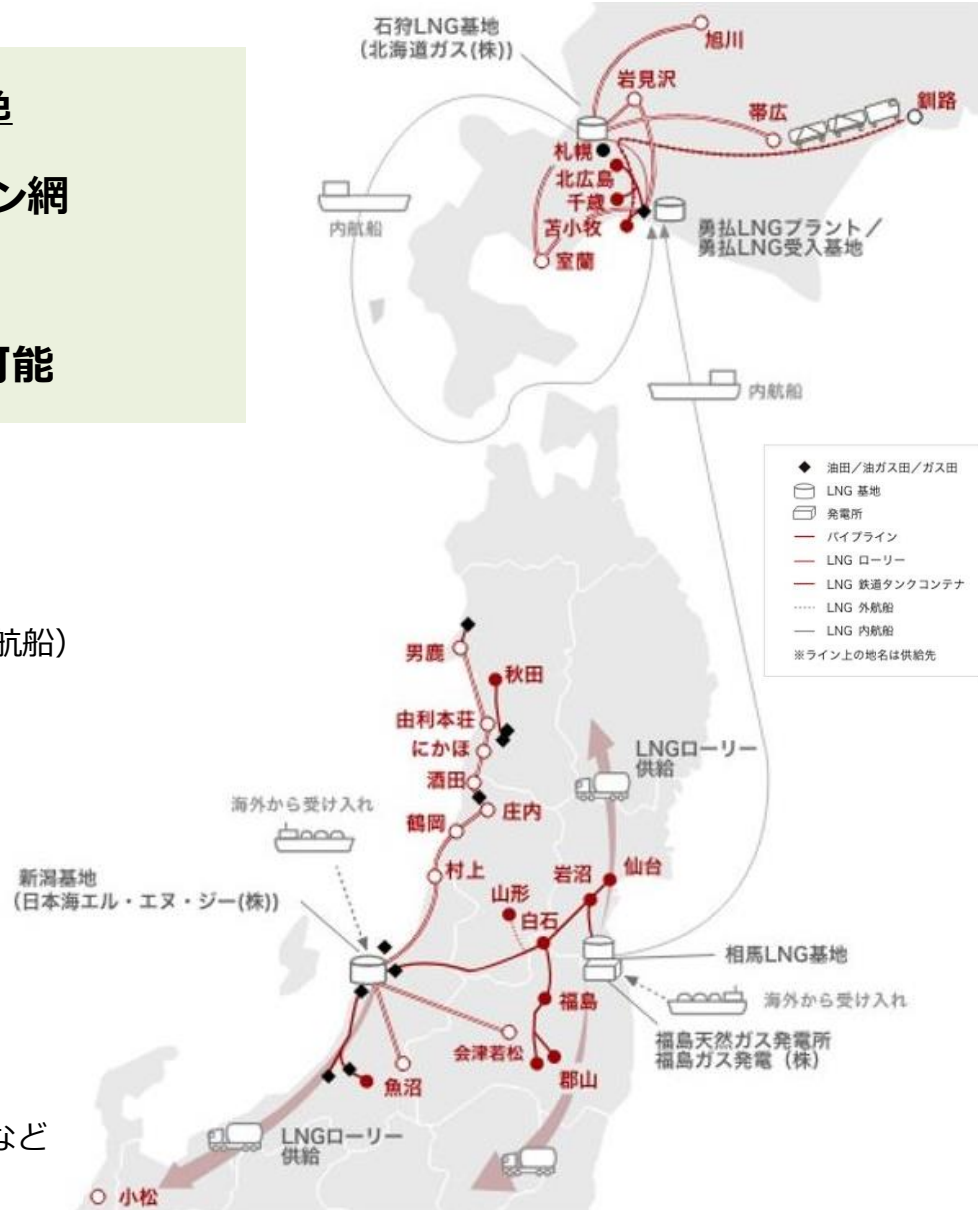 色
ン網
可能
航船）
など
石狩LNG基地
（北海道ガス(株)）
旭川
岩見沢
帯広
釧路
札幌
北広島
千歳
苫小牧
室蘭
内航船
勇払LNGプラント／
勇払LNG受入基地
内航船
油田／油ガス田／ガス田
LNG 基地
発電所
パイプライン
LNG ローリー
LNG 鉄道タンクコンテナ
LNG 外航船
LNG 内航船
※ライン上の地名は供給先
男鹿
秋田
由利本荘
にかほ
酒田
庄内
鶴岡
村上
LNGローリー
供給
海外から受け入れ
新潟基地
（日本海エル・エヌ・ジー(株)）
山形
白石
岩沼
仙台
相馬LNG基地
海外から受け入れ
福島天然ガス発電所
福島ガス発電（株）
福島
郡山
会津若松
魚沼
LNGローリー
供給
小松